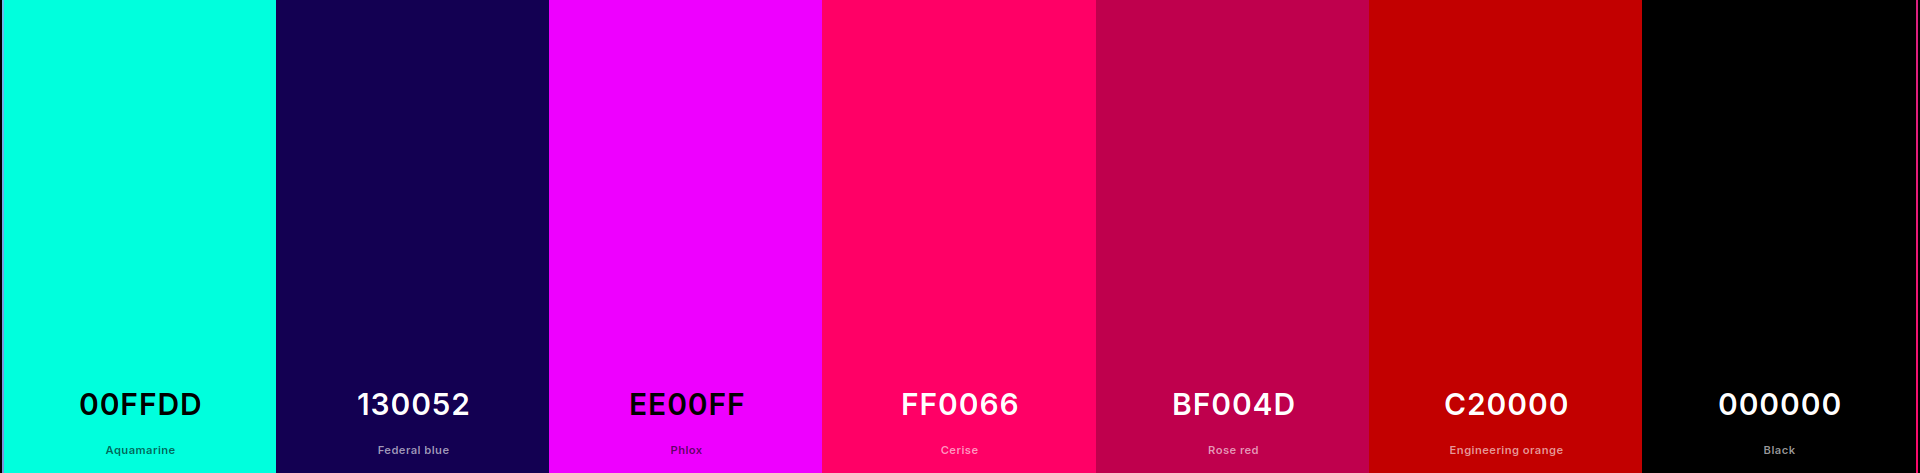 00FFDD
Aquamarine
130052
Federal blue
EE00FF
Phlox
FF0066
Cerise
BF004D
Rose red
C20000
Engineering orange
000000
Black